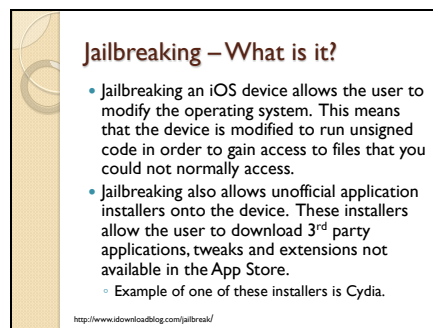 Jailbreaking – What is it?
• Jailbreaking an iOS device allows the user to
modify the operating system. This means
that the device is modified to run unsigned
code in order to gain access to files that you
could not normally access.
• Jailbreaking also allows unofficial application
installers onto the device. These installers
allow the user to download 3rd party
applications, tweaks and extensions not
available in the App Store.
◦ Example of one of these installers is Cydia.
http://www.idownloadblog.com/jailbreak/